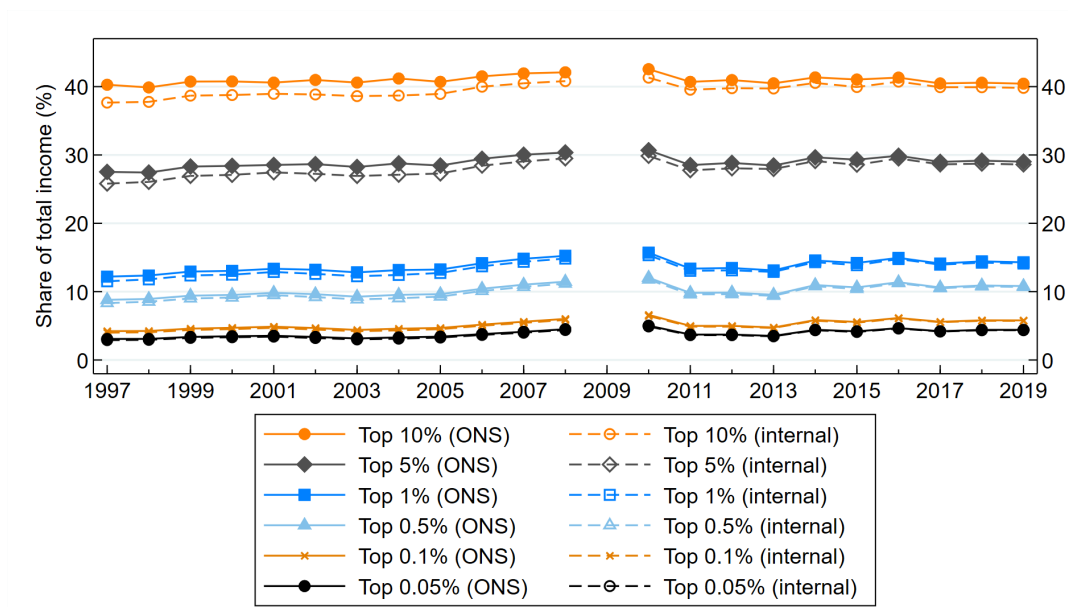 Share of total income (%)
40
30
20
10
0
40
30
20
10
0
1997 1999 2001 2003 2005 2007 2009 2011 2013 2015 2017 2019
Top 10% (ONS) Top 10% (internal)
Top 5% (ONS) Top 5% (internal)
Top 1% (ONS) Top 1% (internal)
Top 0.5% (ONS) Top 0.5% (internal)
Top 0.1% (ONS) Top 0.1% (internal)
Top 0.05% (ONS) Top 0.05% (internal)